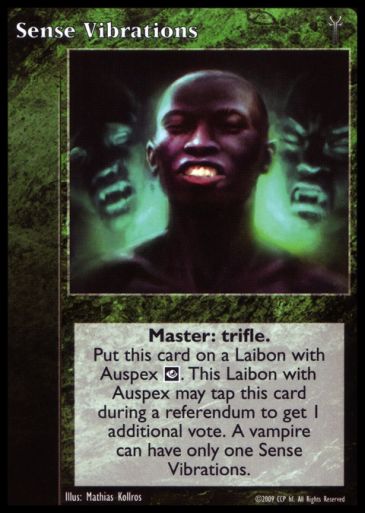 Sense Vibrations
Master: trifle.
Put this card on a Laibon with
Auspex. This Laibon with
Auspex may tap this card
during a referendum to get 1
additional vote. A vampire
can have only one Sense
Vibrations.
Illus: Mathias Kollros
©2009 CCP hf. All Rights Reserved